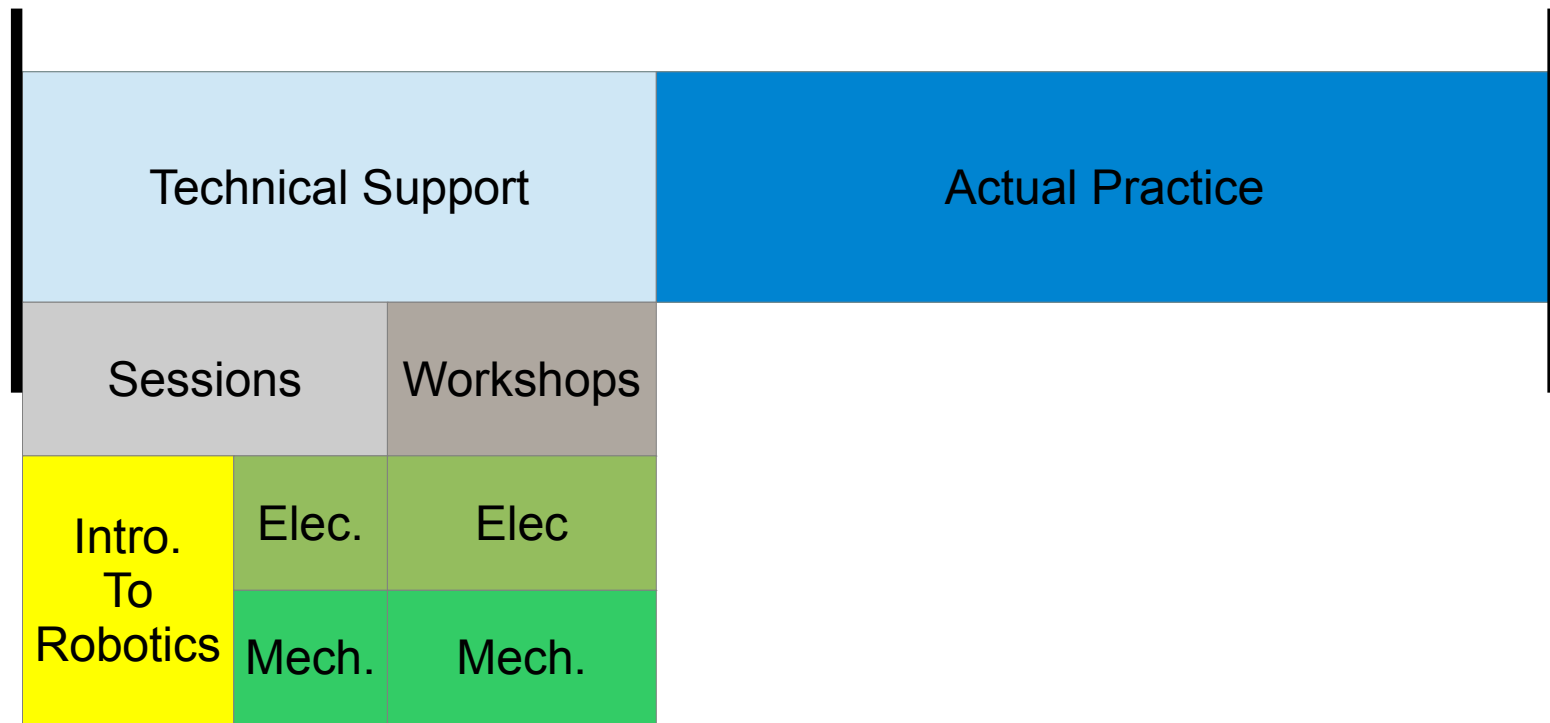 Technical Support
Actual Practice
Sessions
Workshops
Intro.
To
Robotics
Elec.
Elec
Mech.
Mech.